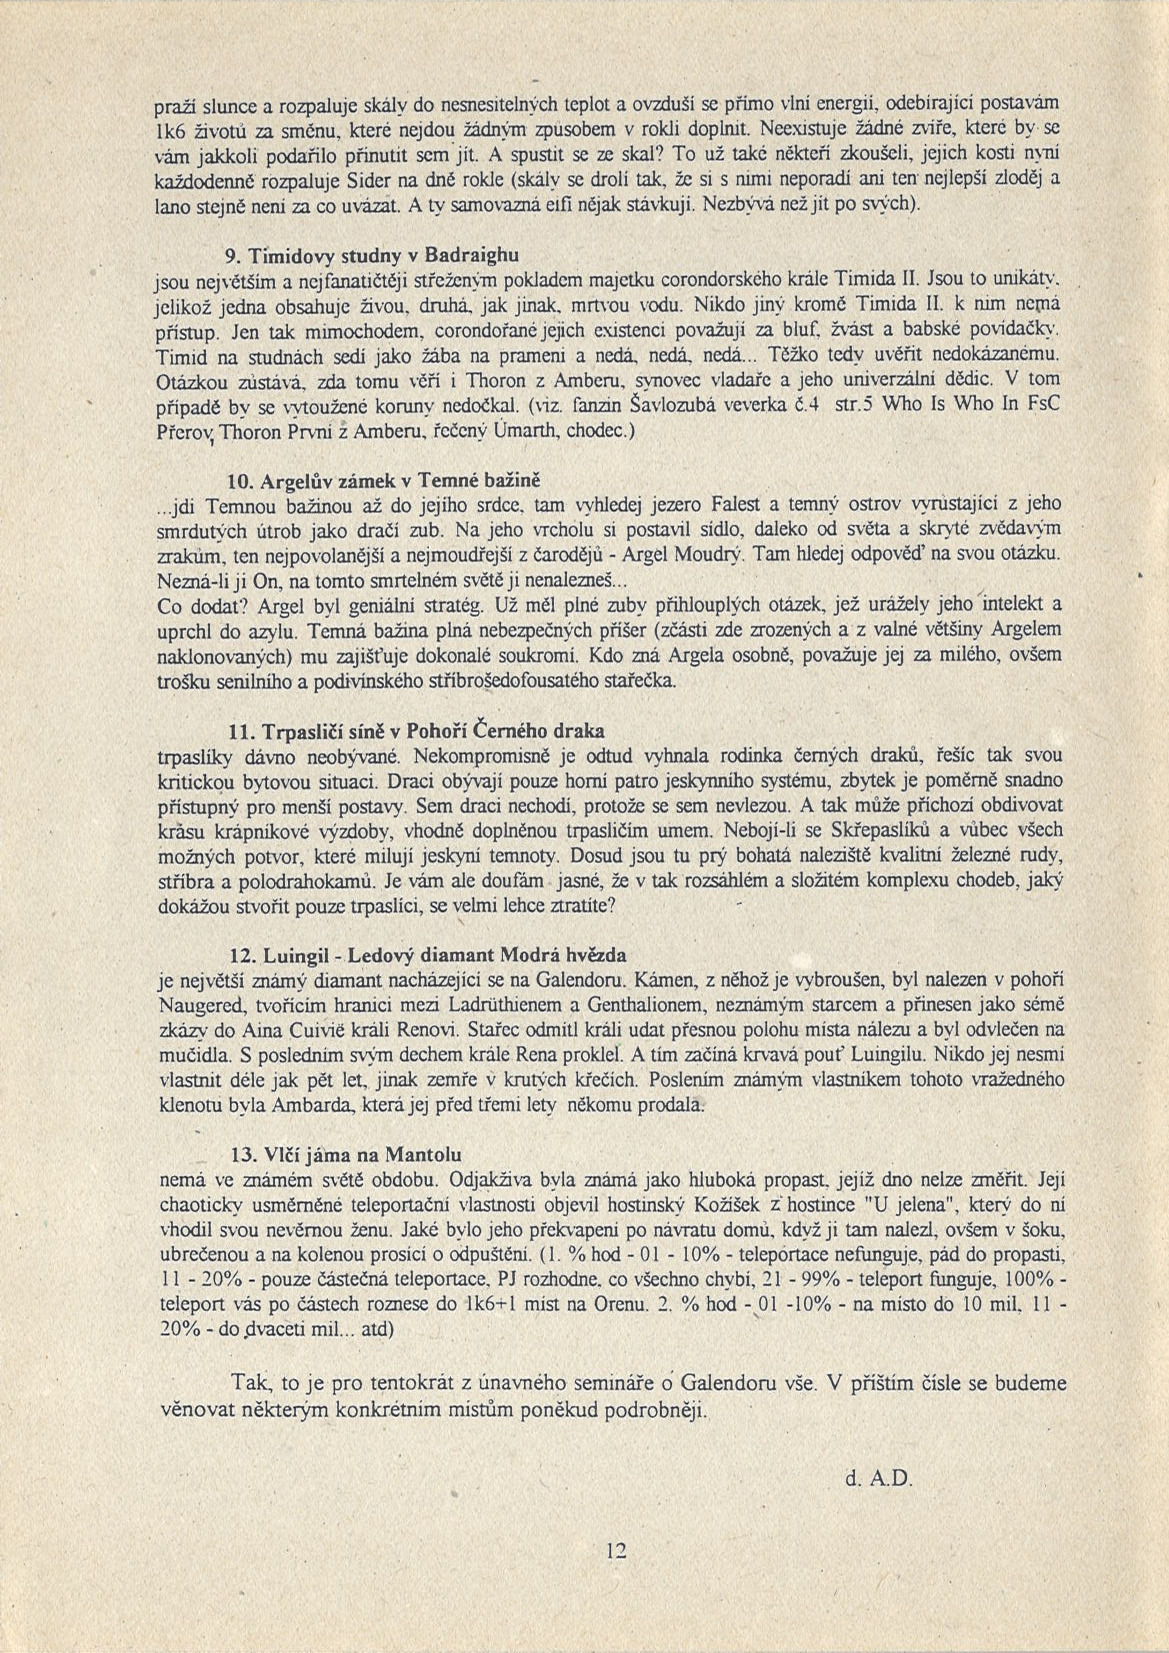 praží slunce a rozpaluje skály do nesnesitelných teplot a ovzduší se přímo vlní energií, odebírající postavám
1k6 životů za směnu, které nejdou žádným způsobem v rokli doplnit. Neexistuje žádné zvíře, které by se
vám jakkoli podařilo přinutit sem jít. A spustit se ze skal? To už také někteří zkoušeli, jejich kosti nyní
každodenně rozpaluje Sider na dně rokle (skály se drolí tak, že si s nimi neporadí ani ten nejlepší zloděj a
lano stejně není za co uvázat. A ty samovazná eifi nějak stávkují. Nezbývá než jít po svých).
9. Timidovy studny v Badraighu
jsou největším a nejfanatičtěji střeženým pokladem majetku corondorského krále Timida II. Jsou to unikáty,
jelikož jedna obsahuje živou, druhá, jak jinak, mrtvou vodu. Nikdo jiný kromě Timida II. k nim nemá
přístup. Jen tak mimochodem, corondořané jejich existenci považují za bluf, žvást a babské povídačky.
Timid na studnách sedí jako žába na prameni a nedá, nedá, nedá... Těžko tedy uvěřit nedokázanému.
Otázkou zůstává, zda tomu věří i Thoron z Amberu, synovec vladaře a jeho univerzální dědic. V tom
případě by se vytoužené koruny nedočkal. (viz. fanzin Šavlozubá veverka č.4 str.5 Who Is Who In FsC
Přerov, Thoron První z Amberu, řečený Úmarth, chodec.)
10. Argelův zámek v Temné bažině
...jdi Temnou bažinou až do jejího srdce, tam vyhledej jezero Falest a temný ostrov vyrůstající z jeho
smrdutých útrob jako dračí zub. Na jeho vrcholu si postavil sídlo, daleko od světa a skryté zvědavým
zrakům, ten nejpovolanější a nejmoudřejší z čarodějů - Argel Moudrý. Tam hledej odpověď na svou otázku.
Nezná-li ji On, na tomto smrtelném světě ji nenalezneš...
Co dodat? Argel byl geniální stratég. Už měl plné zuby přihlouplých otázek, jež urážely jeho intelekt a
uprchl do azylu. Temná bažina plná nebezpečných příšer (zčásti zde zrozených a z valné většiny Argelem
naklonovaných) mu zajišťuje dokonalé soukromí. Kdo zná Argela osobně, považuje jej za milého, ovšem
trošku senilního a podivínského stříbrošedofousatého stařečka.
11. Trpasličí síně v Pohoří Černého draka
trpaslíky dávno neobývané. Nekompromisně je odtud vyhnala rodinka černých draků, řešíc tak svou
kritickou bytovou situaci. Draci obývají pouze horní patro jeskynního systému, zbytek je poměrně snadno
přístupný pro menší postavy. Sem draci nechodí, protože se sem nevlezou. A tak může příchozí obdivovat
krásu krápníkové výzdoby, vhodně doplněnou trpasličím umem. Nebojí-li se Skřepaslíků a vůbec všech
možných potvor, které milují jeskyní temnoty. Dosud jsou tu prý bohatá naleziště kvalitní železné rudy,
stříbra a polodrahokamů. Je vám ale doufám jasné, že v tak rozsáhlém a složitém komplexu chodeb, jaký
dokážou stvořit pouze trpaslíci, se velmi lehce ztratíte?
12. Luingil - Ledový diamant Modrá hvězda
je největší známý diamant nacházející se na Galendoru. Kámen, z něhož je vybroušen, byl nalezen v pohoří
Naugered, tvořícím hranici mezi Ladrüthienem a Genthalionem, neznámým starcem a přinesen jako sémě
zkázy do Aina Cuivië králi Renovi. Stařec odmítl králi udat přesnou polohu místa nálezu a byl odvlečen na
mučidla. S posledním svým dechem krále Rena proklel. A tím začíná krvavá pouť Luingilu. Nikdo jej nesmí
vlastnit déle jak pět let, jinak zemře v krutých křečích. Poslením známým vlastníkem tohoto vražedného
klenotu byla Ambarda, která jej před třemi lety někomu prodala.
13. Vlčí jáma na Mantolu
nemá ve známém světě obdobu. Odjakživa byla známá jako hluboká propast, jejíž dno nelze změřit. Její
chaoticky usměrněné teleportační vlastnosti objevil hostinský Kožíšek z hostince "U jelena", který do ní
vhodil svou nevěrnou ženu. Jaké bylo jeho překvapení po návratu domů, když ji tam nalezl, ovšem v šoku,
ubrečenou a na kolenou prosící o odpuštění. (1. % hod - 01 - 10% - teleportace nefunguje, pád do propasti,
11 - 20% - pouze částečná teleportace, PJ rozhodne, co všechno chybí, 21 - 99% - teleport funguje, 100% -
teleport vás po částech roznese do 1k6+1 míst na Orenu. 2. % hod - 01 -10% - na místo do 10 mil, 11 -
20% - do dvaceti mil... atd)
Tak, to je pro tentokrát z únavného semináře o Galendoru vše. V příštím čísle se budeme
věnovat některým konkrétním místům poněkud podrobněji.
d. A.D.
12